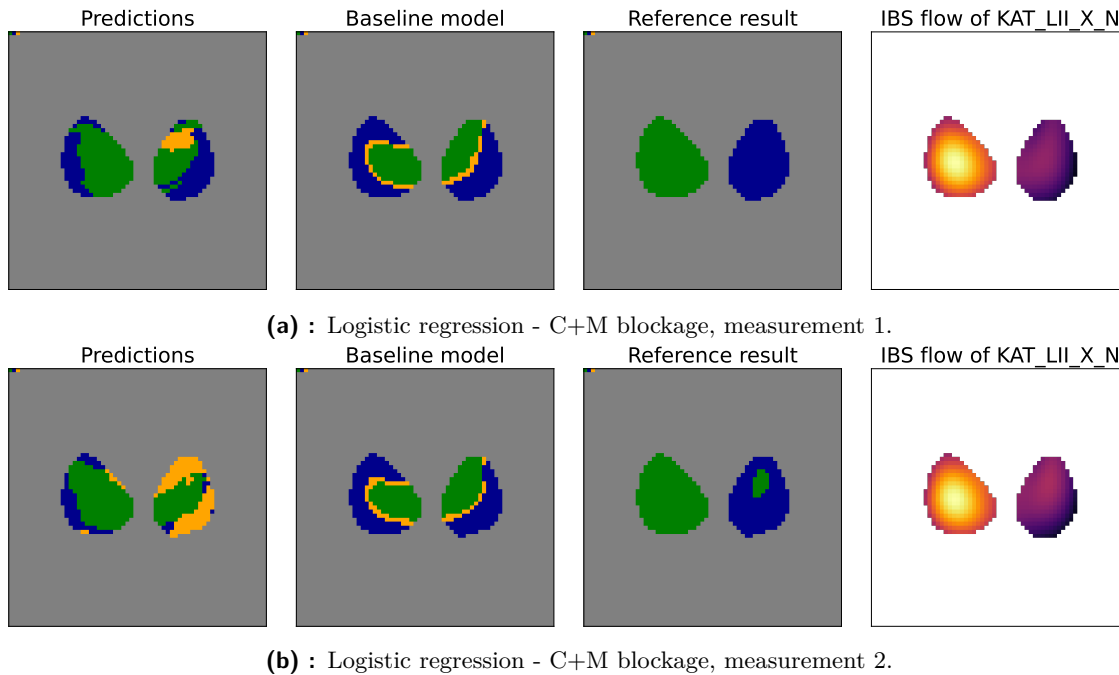 Predictions Baseline model Reference result IBS flow of KAT_LII_X_N
(a) : Logistic regression - C+M blockage, measurement 1.
Predictions Baseline model Reference result IBS flow of KAT_LII_X_N
(b) : Logistic regression - C+M blockage, measurement 2.